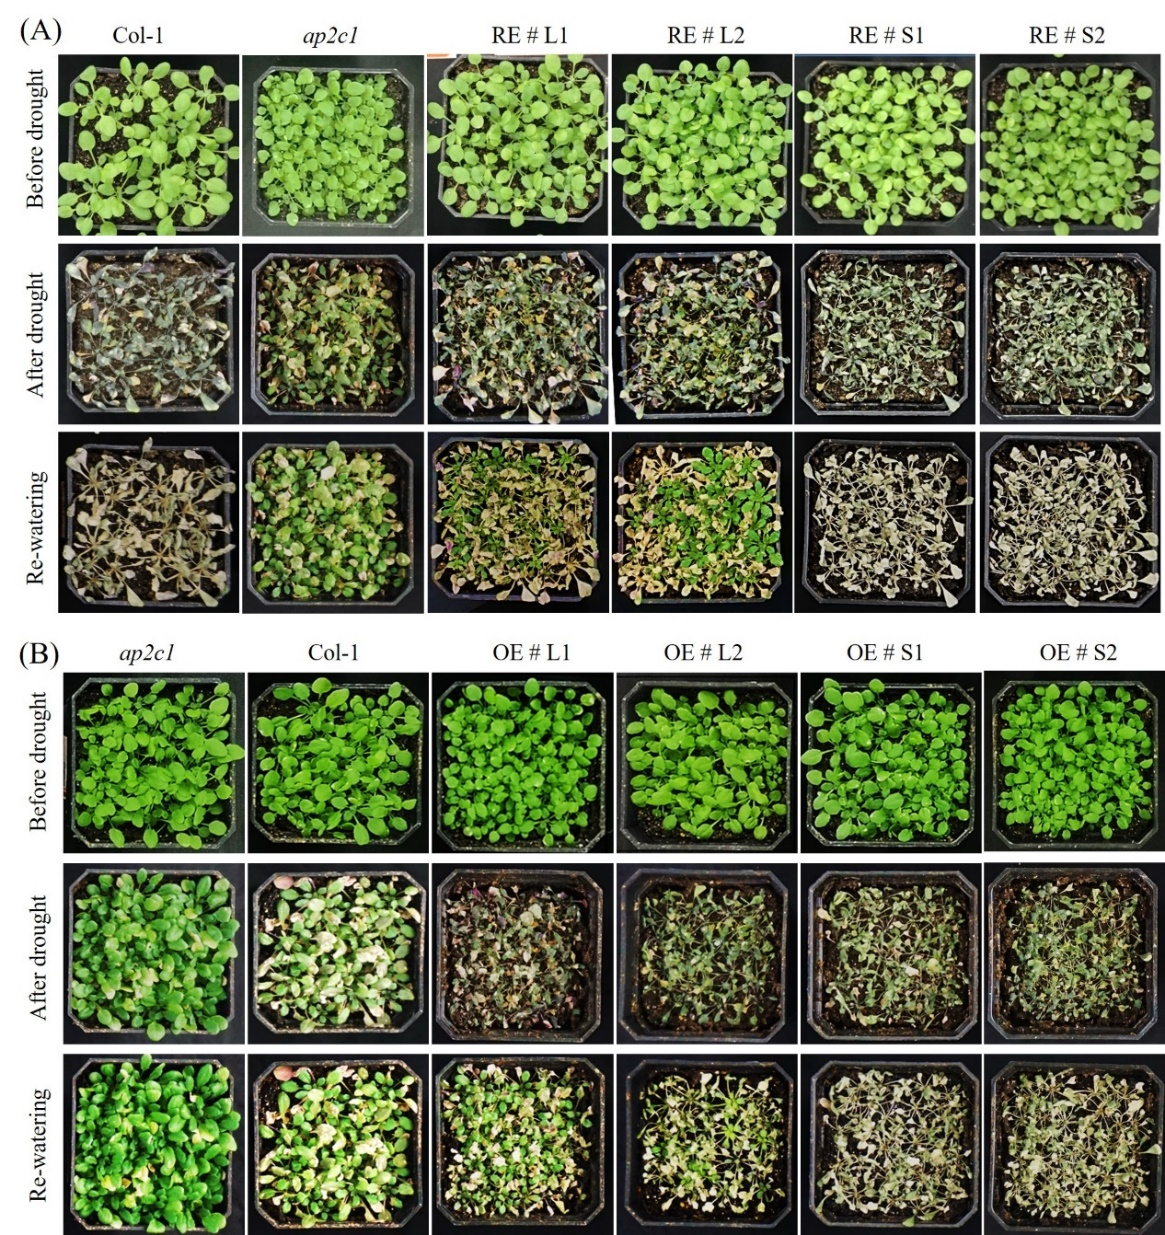 (A)
Col-1 ap2c1 RE # L1 RE # L2 RE # S1 RE # S2
Before drought
After drought
Re-watering
(B)
ap2c1 Col-1 OE # L1 OE # L2 OE # S1 OE # S2
Before drought
After drought
Re-watering